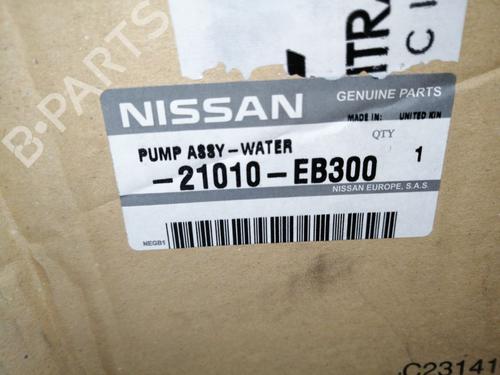 NISSAN
GENUINE PARTS
MADE IN: UNITED KIN
PUMP ASSY-WATER
QTY
-21010-EB300
1
NISSAN EUROPE, S.A.S.
NEGB1
B-PARTS
C23141